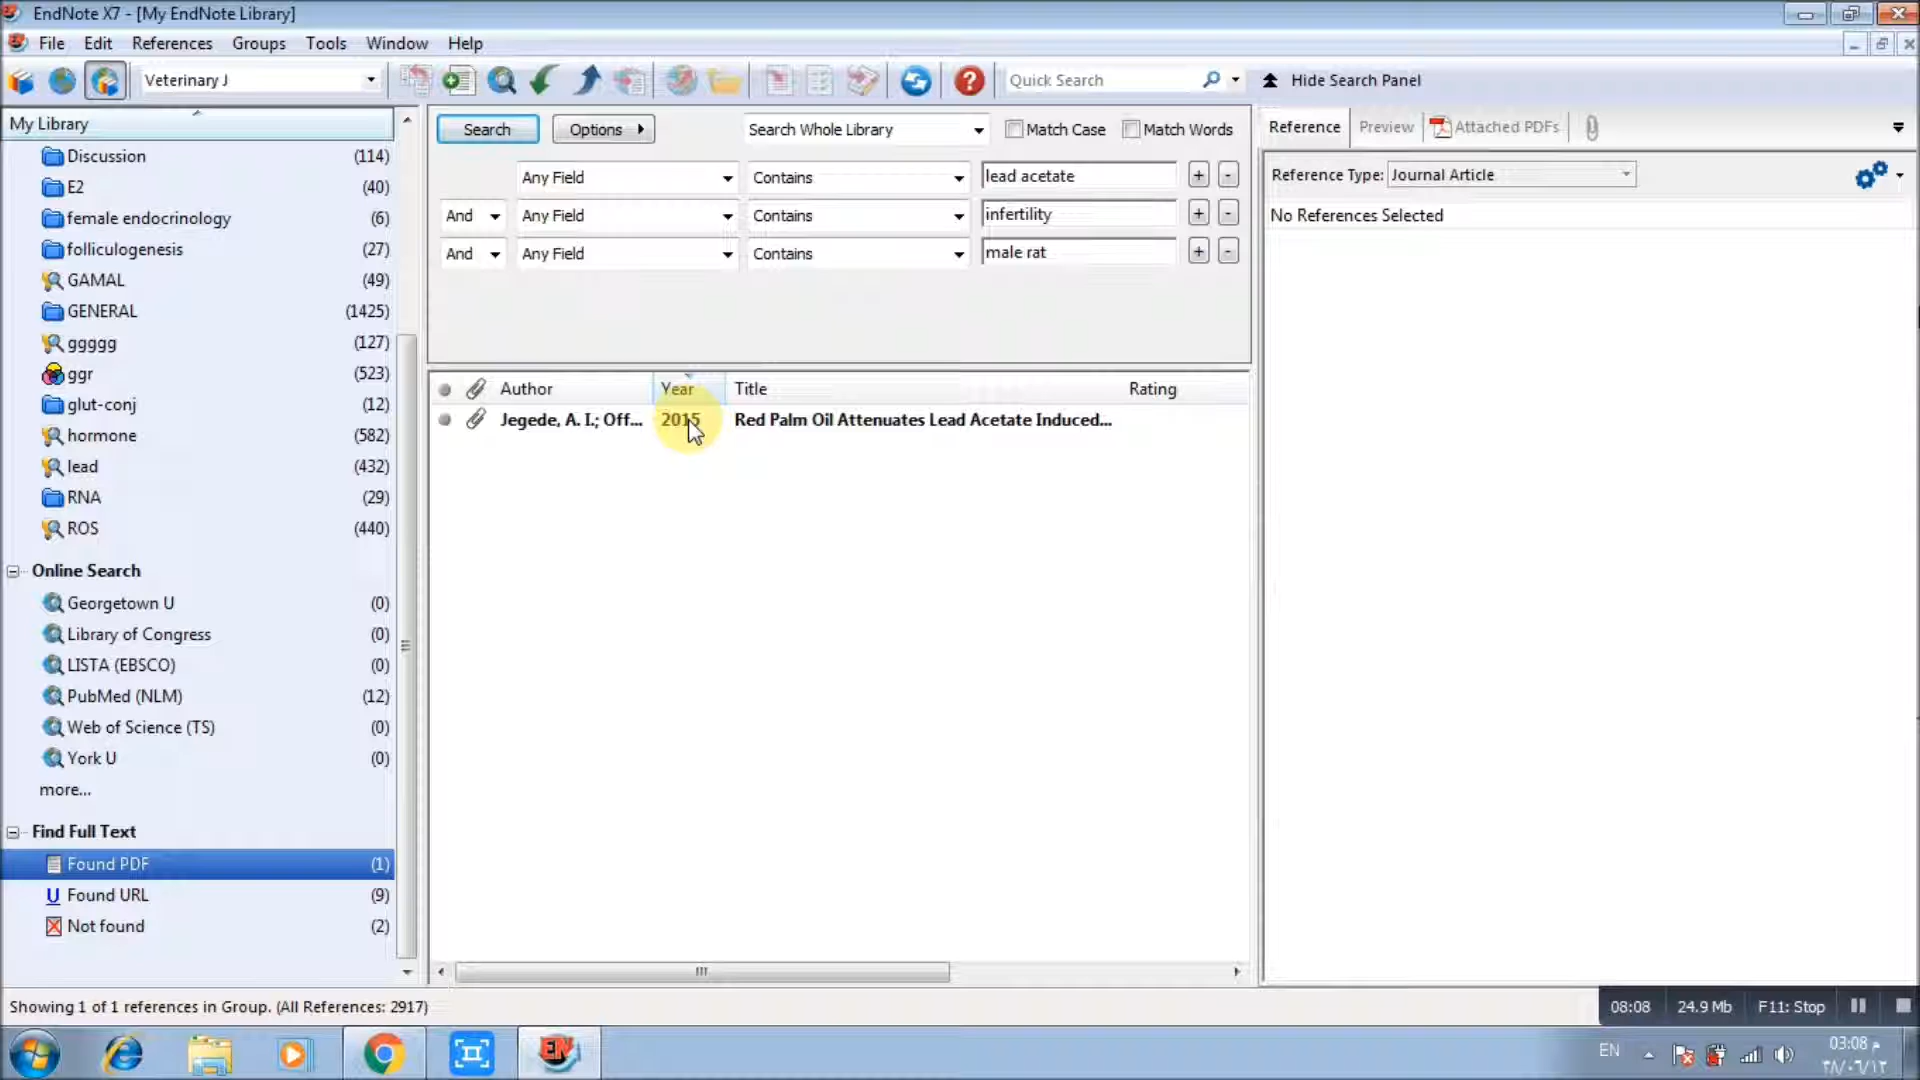 EndNote X7 - [My EndNote Library]
File Edit References Groups Tools Window Help
Veterinary J
Quick Search
Hide Search Panel
My Library
Discussion (114)
E2 (40)
female endocrinology (6)
folliculogenesis (27)
GAMAL (49)
GENERAL (1425)
ggggg (127)
ggr (523)
glut-conj (12)
hormone (582)
lead (432)
RNA (29)
ROS (440)
Online Search
Georgetown U (0)
Library of Congress (0)
LISTA (EBSCO) (0)
PubMed (NLM) (12)
Web of Science (TS) (0)
York U (0)
more...
Find Full Text
Found PDF (1)
Found URL (9)
Not found (2)
Search Options Search Whole Library Match Case Match Words
Any Field Contains lead acetate + -
And Any Field Contains infertility + -
And Any Field Contains male rat + -
Author Year Title Rating
Jegede, A. I.; Off... 2015 Red Palm Oil Attenuates Lead Acetate Induced...
Reference Preview Attached PDFs
Reference Type: Journal Article
No References Selected
Showing 1 of 1 references in Group. (All References: 2917)
08:08 24.9 Mb F11: Stop
EN
03:08 م